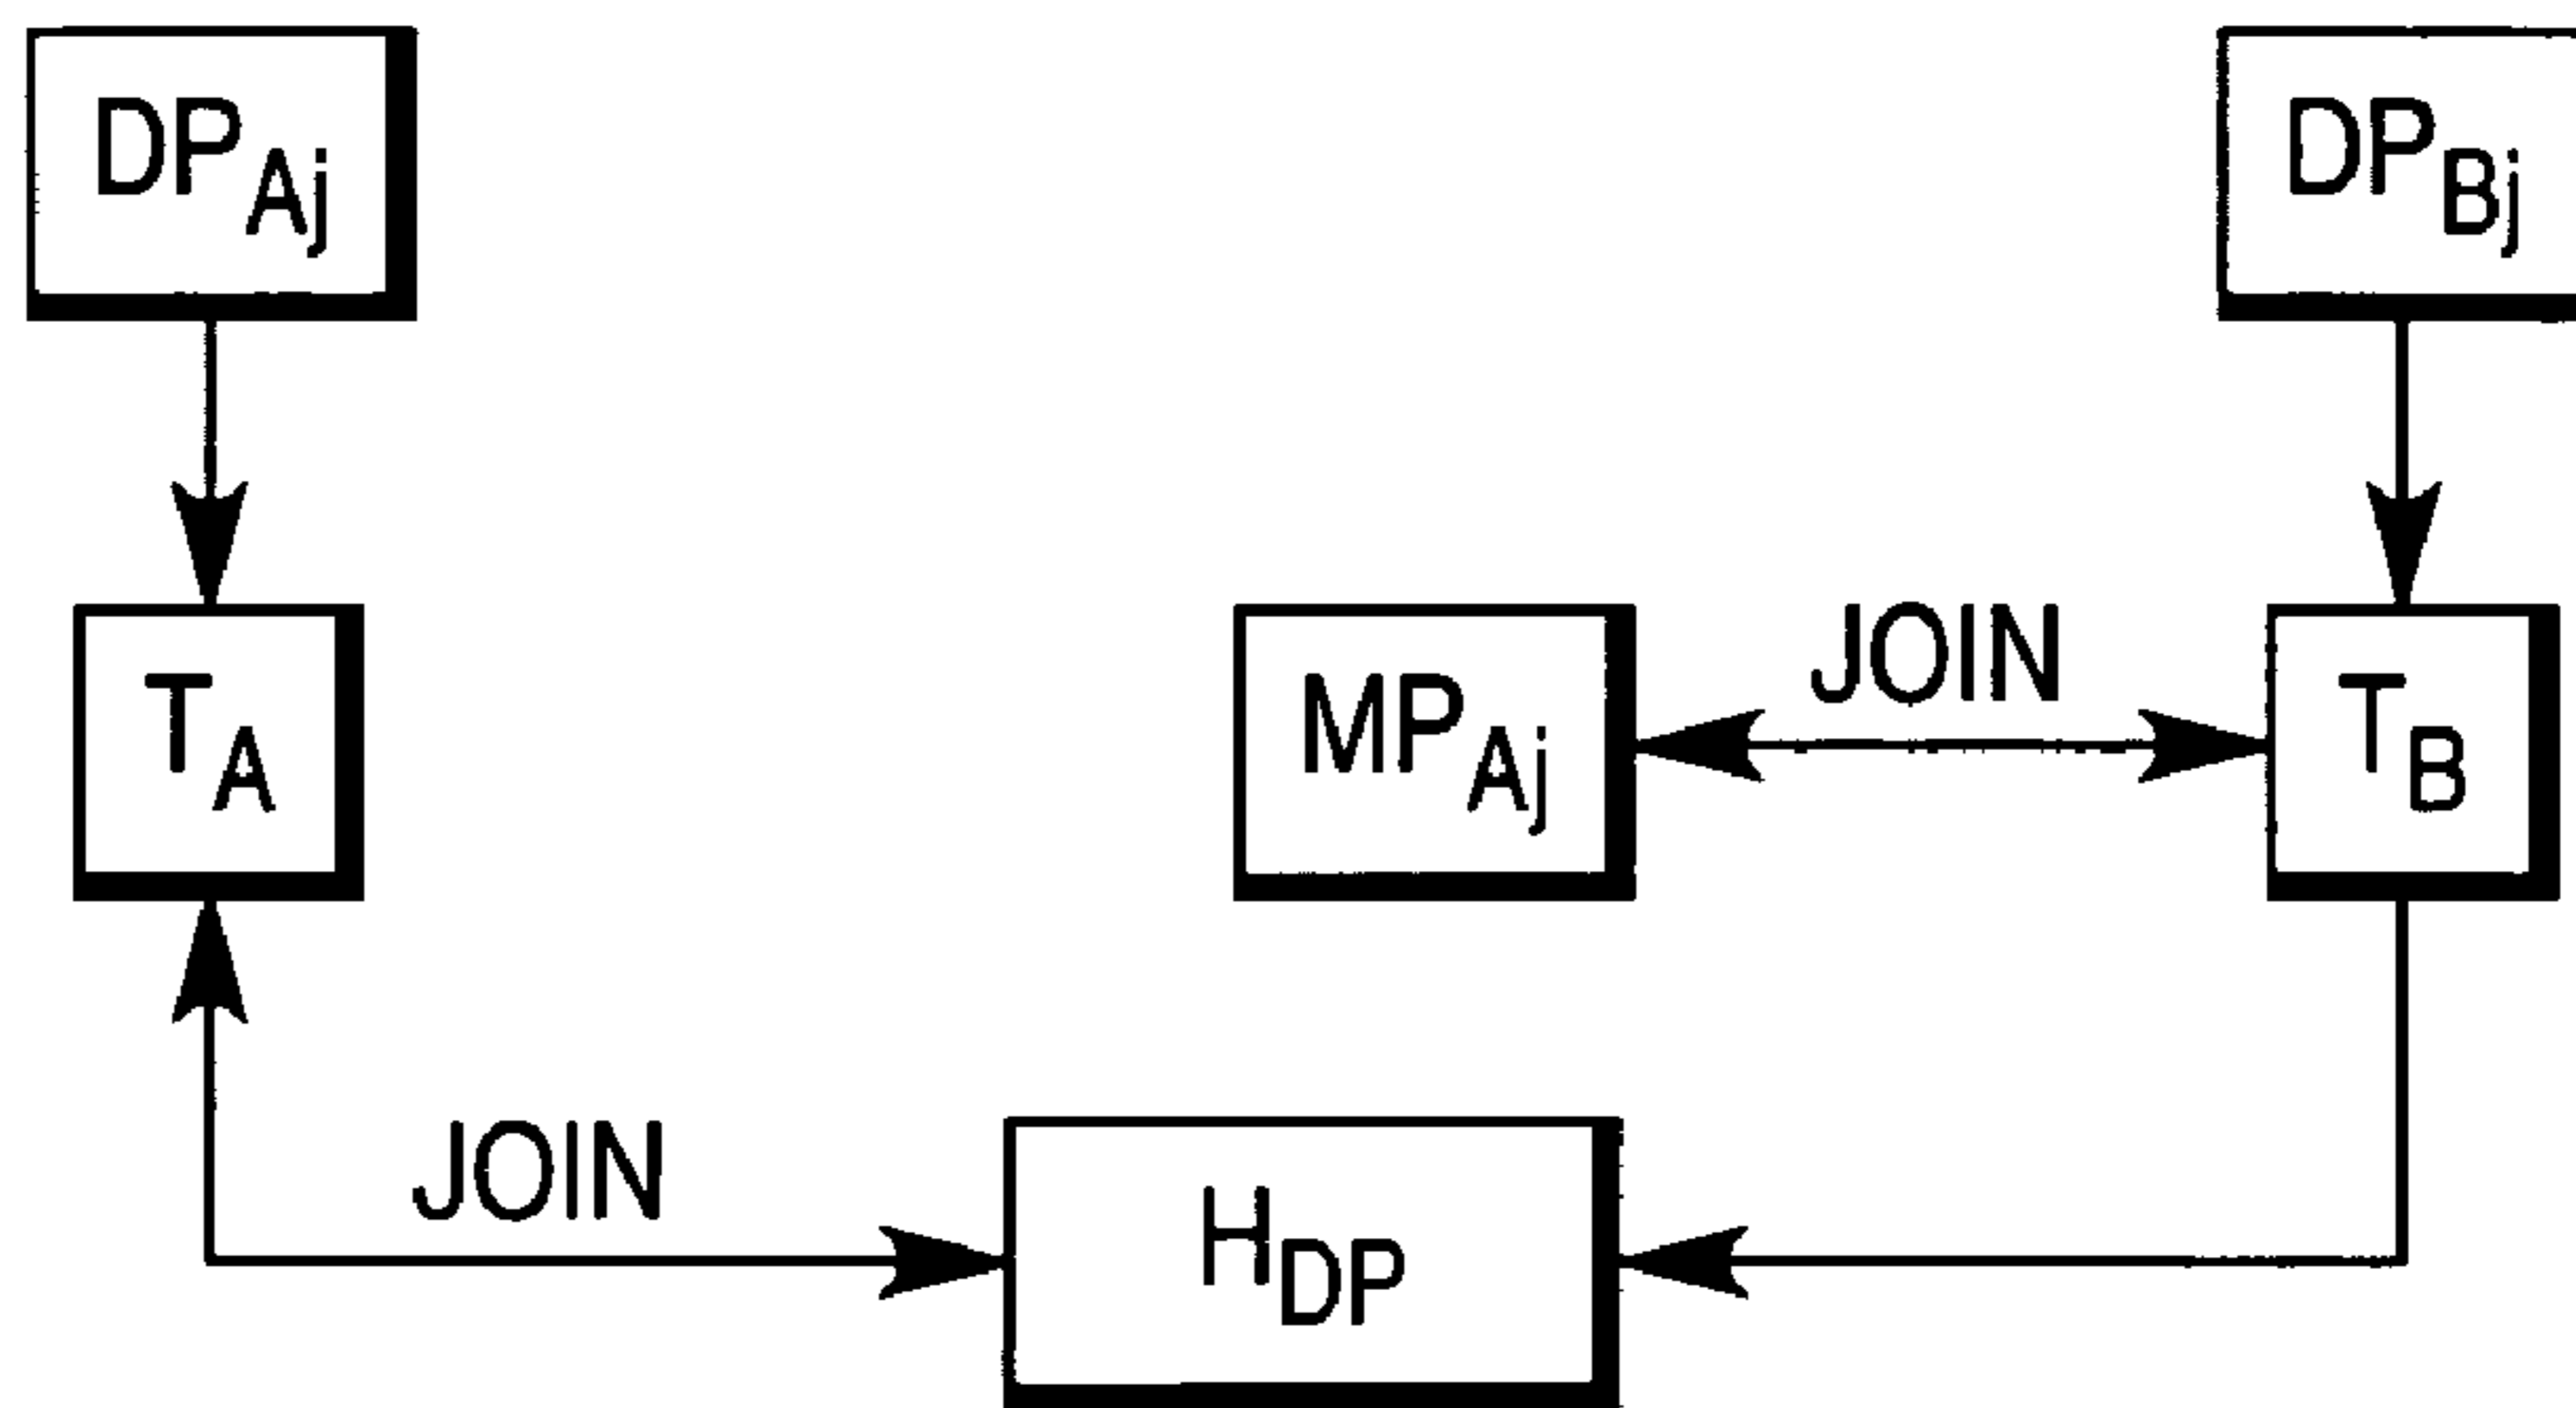 DP_Aj
DP_Bj
T_A
MP_Aj
JOIN
T_B
JOIN
H_DP